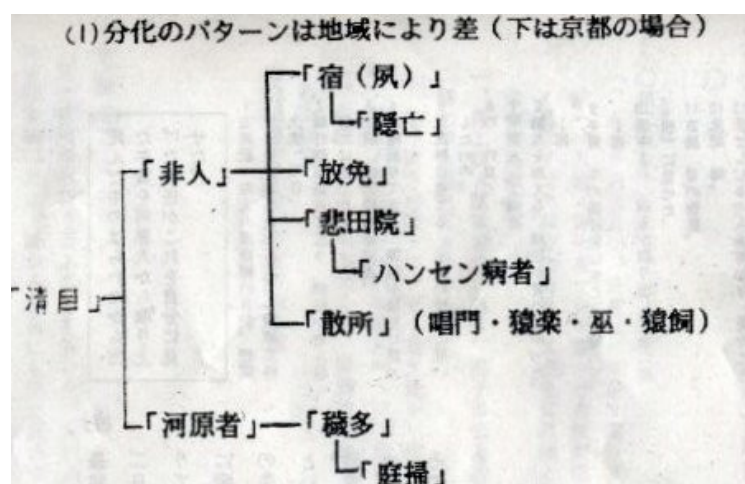 (1)分化のパターンは地域により差(下は京都の場合)
「宿(夙)」
「隠亡」
「非人」
「放免」
「悲田院」
「ハンセン病者」
「清目」
「散所」(唱門・猿楽・巫・猿飼)
「河原者」
「穢多」
「庭掃」